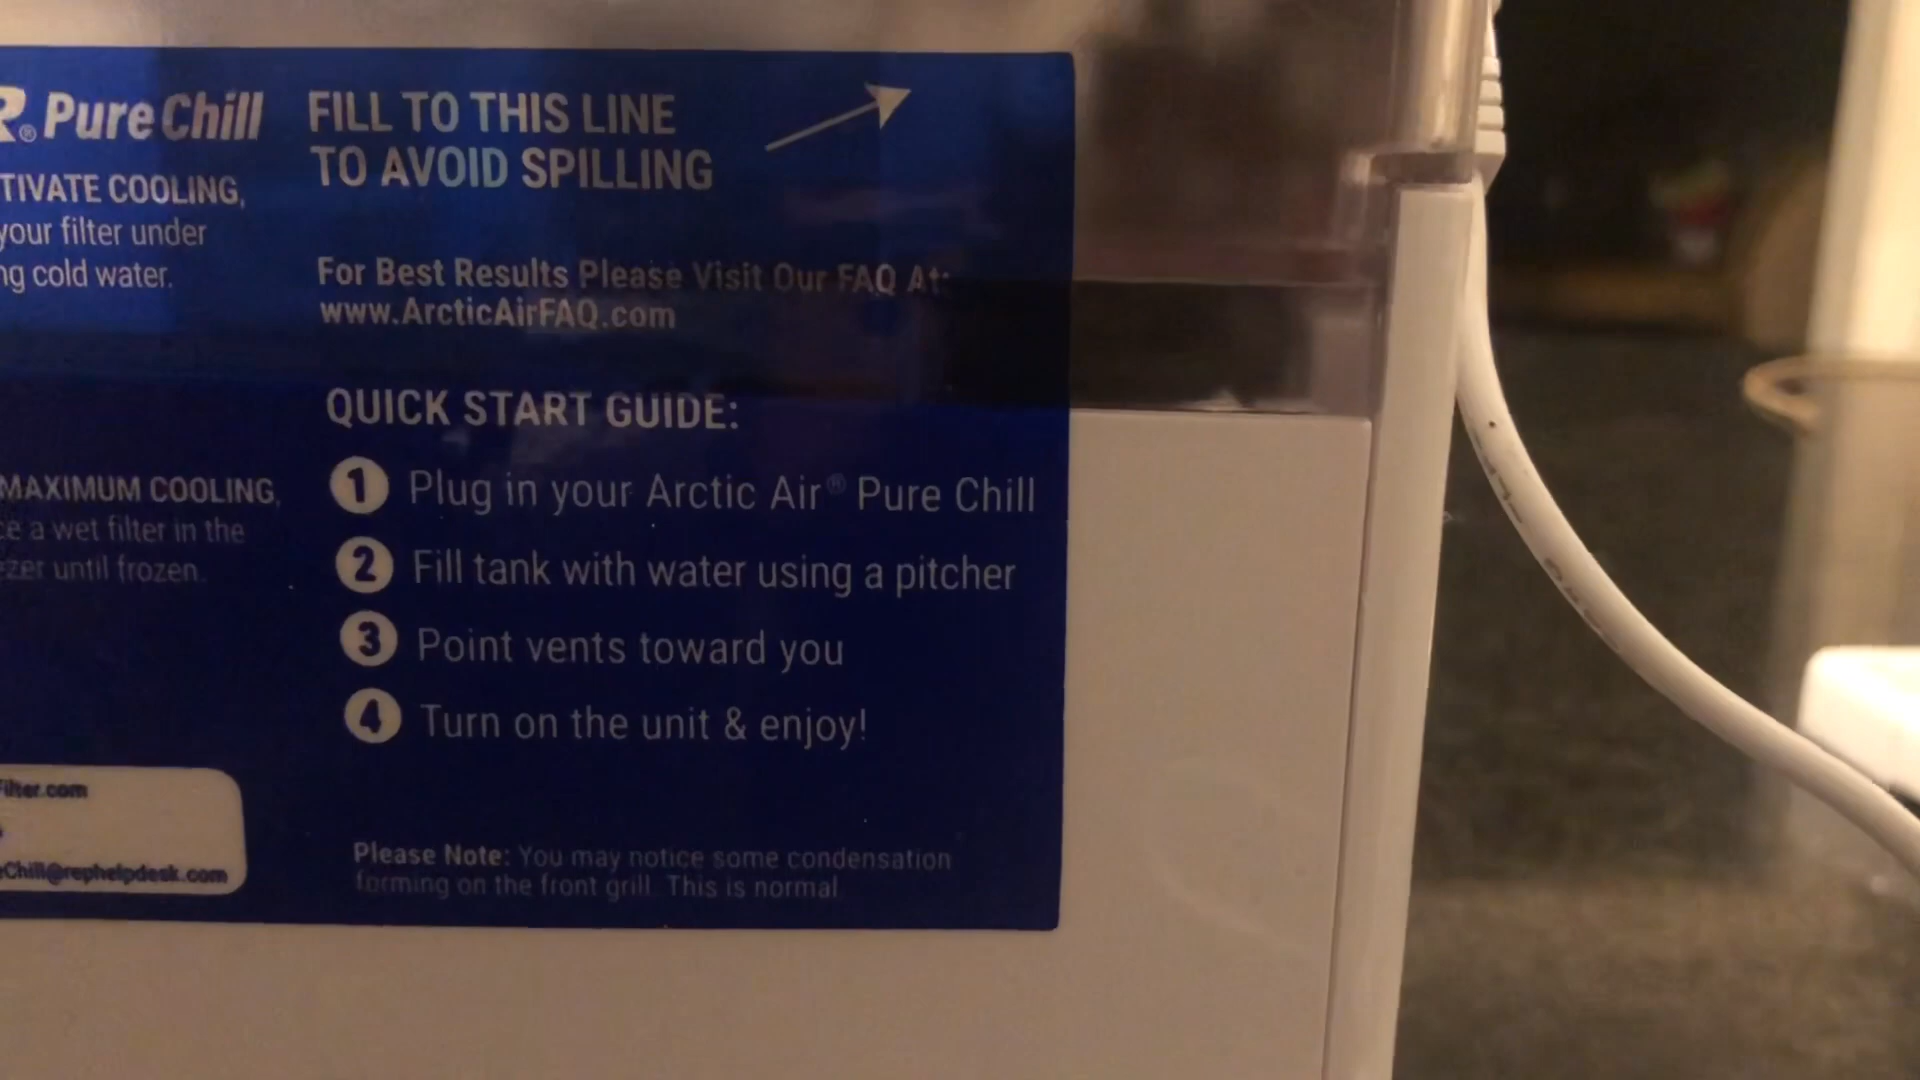 R® Pure Chill
TIVATE COOLING,
your filter under
ng cold water.
MAXIMUM COOLING,
ce a wet filter in the
ezer until frozen.
Filter.com
eChill@rephelpdesk.com
FILL TO THIS LINE
TO AVOID SPILLING
For Best Results Please Visit Our FAQ At:
www.ArcticAirFAQ.com
QUICK START GUIDE:
1 Plug in your Arctic Air® Pure Chill
2 Fill tank with water using a pitcher
3 Point vents toward you
4 Turn on the unit & enjoy!
Please Note: You may notice some condensation
forming on the front grill. This is normal.